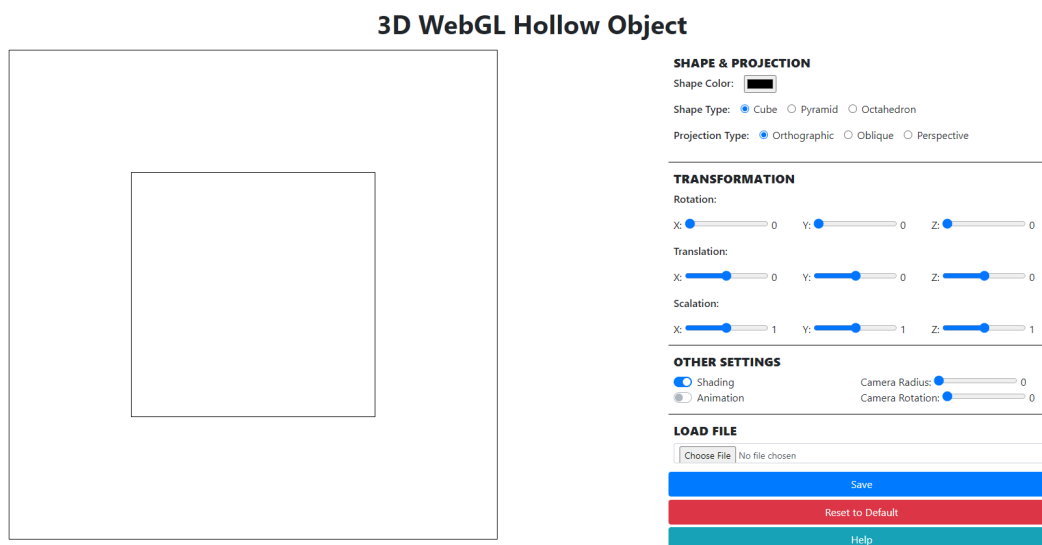 3D WebGL Hollow Object
SHAPE & PROJECTION
Shape Color:
Shape Type: Cube Pyramid Octahedron
Projection Type: Orthographic Oblique Perspective
TRANSFORMATION
Rotation:
X: 0 Y: 0 Z: 0
Translation:
X: 0 Y: 0 Z: 0
Scalation:
X: 1 Y: 1 Z: 1
OTHER SETTINGS
Shading Camera Radius: 0
Animation Camera Rotation: 0
LOAD FILE
Choose File No file chosen
Save
Reset to Default
Help